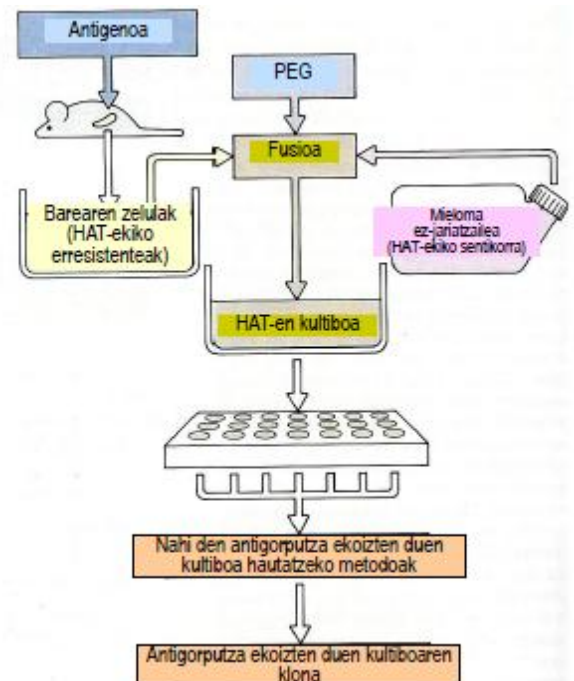 Antigenoa
PEG
Fusioa
Barearen zelulak
(HAT-ekiko
erresistenteak)
Mieloma
ez-jariatzailea
(HAT-ekiko sentikorra)
HAT-en kultiboa
Nahi den antigorputza ekoizten duen
kultiboa hautatzeko metodoak
Antigorputza ekoizten duen kultiboaren
klona